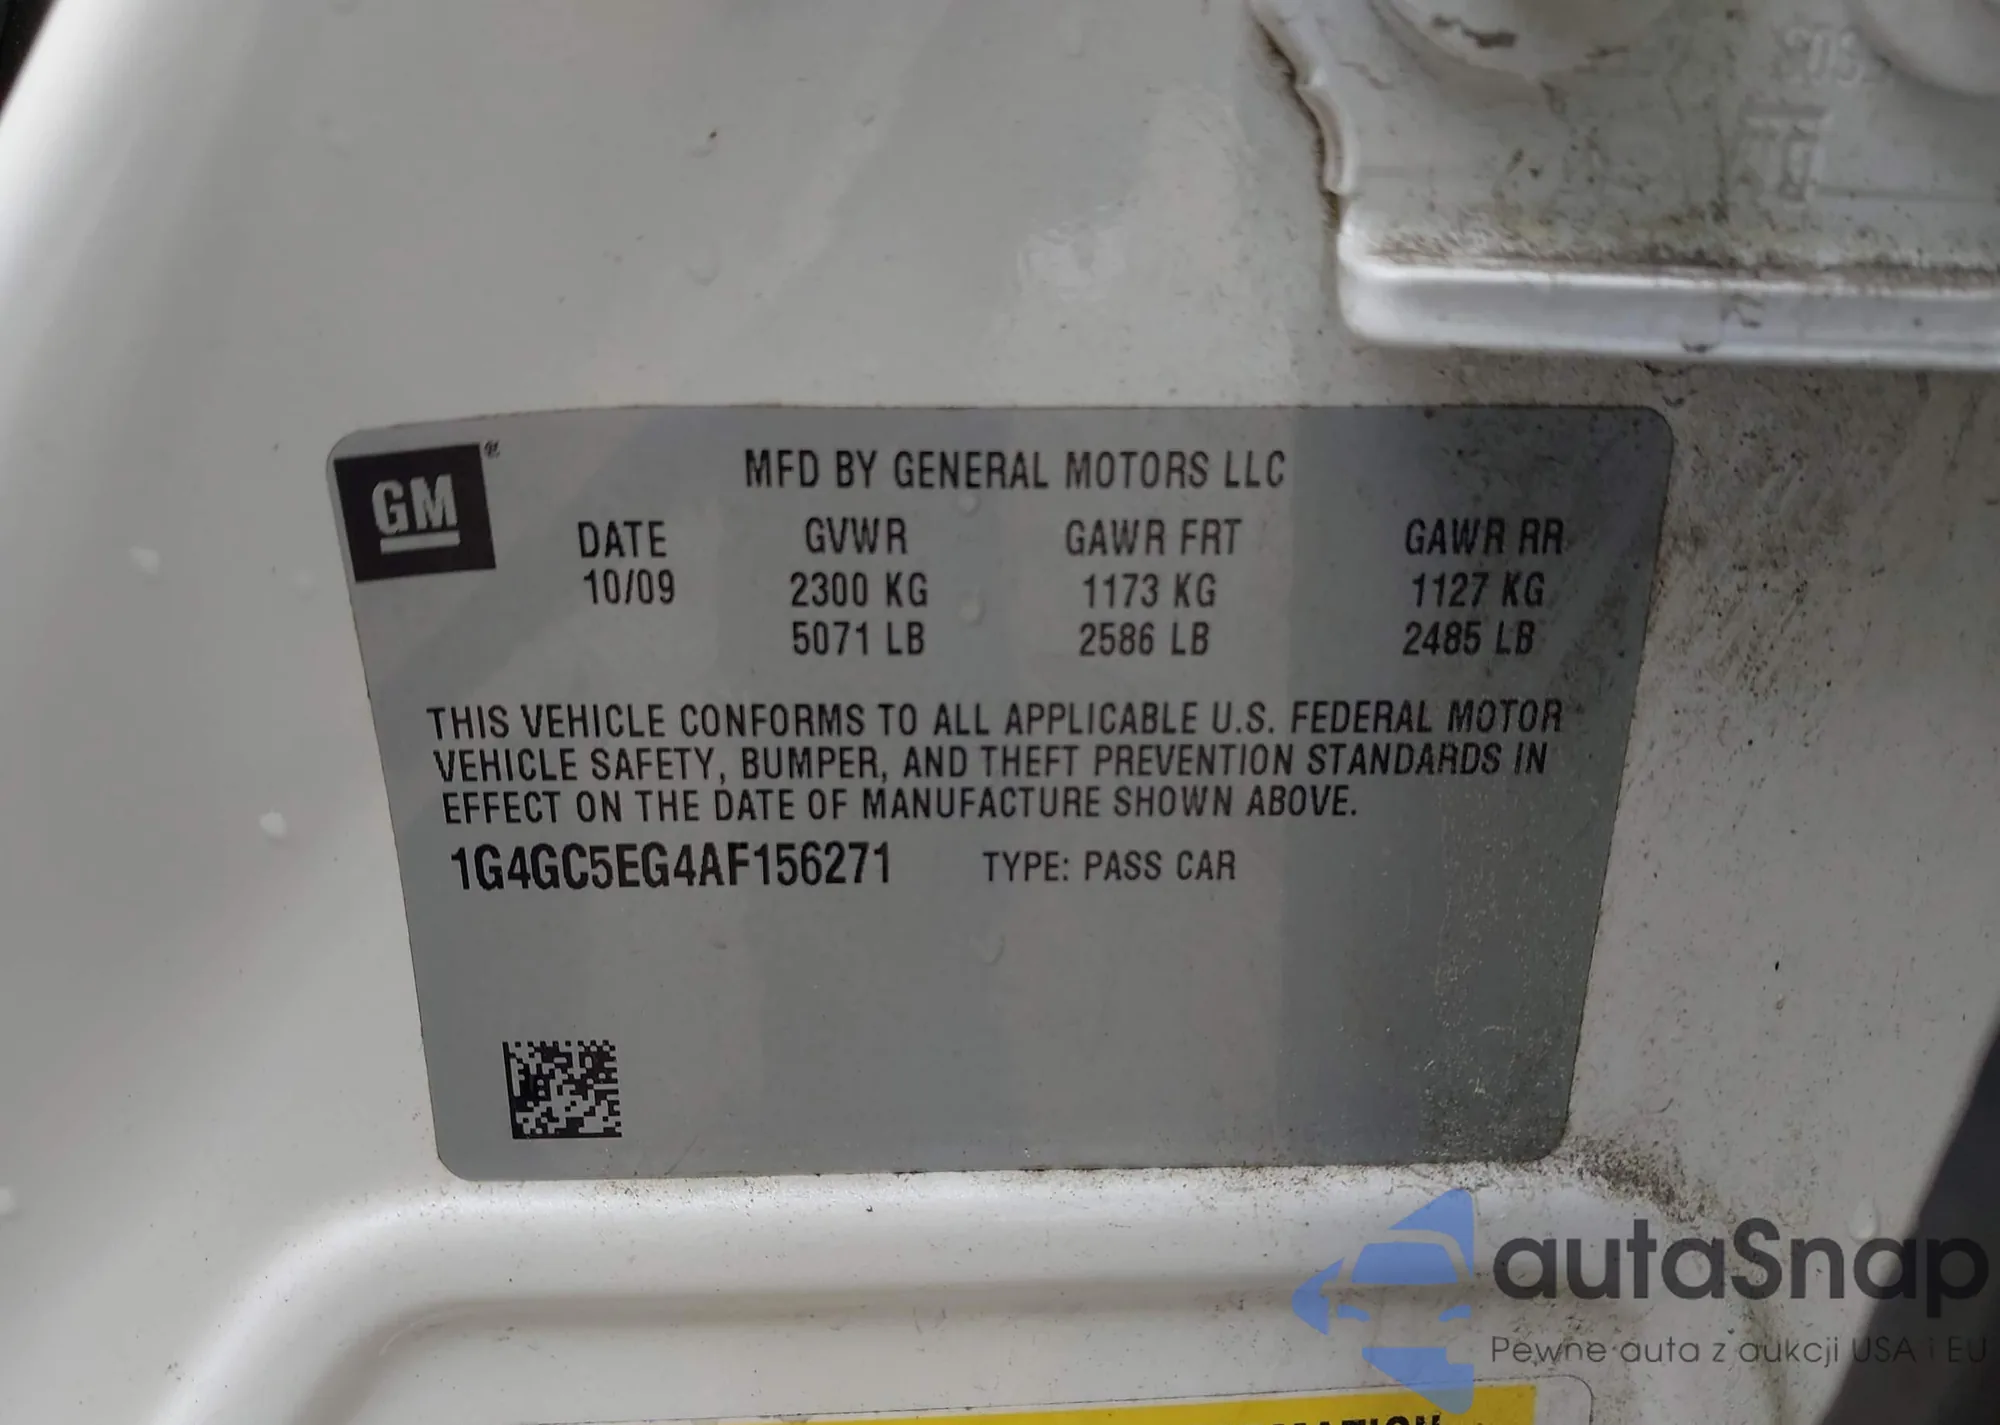 GM®
MFD BY GENERAL MOTORS LLC
DATE GVWR GAWR FRT GAWR RR
10/09 2300 KG 1173 KG 1127 KG
5071 LB 2586 LB 2485 LB
THIS VEHICLE CONFORMS TO ALL APPLICABLE U.S. FEDERAL MOTOR
VEHICLE SAFETY, BUMPER, AND THEFT PREVENTION STANDARDS IN
EFFECT ON THE DATE OF MANUFACTURE SHOWN ABOVE.
1G4GC5EG4AF156271 TYPE: PASS CAR
autaSnap
Pewne auta z aukcji USA i EU